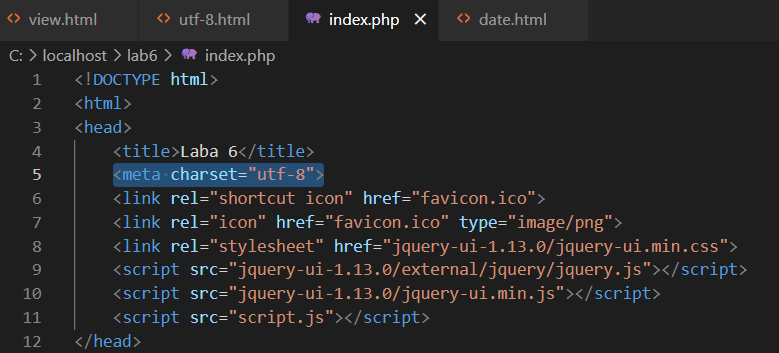 view.html utf-8.html index.php date.html
C: > localhost > lab6 > index.php
1 <!DOCTYPE html>
2 <html>
3 <head>
4 <title>Laba 6</title>
5 <meta charset="utf-8">
6 <link rel="shortcut icon" href="favicon.ico">
7 <link rel="icon" href="favicon.ico" type="image/png">
8 <link rel="stylesheet" href="jquery-ui-1.13.0/jquery-ui.min.css">
9 <script src="jquery-ui-1.13.0/external/jquery/jquery.js"></script>
10 <script src="jquery-ui-1.13.0/jquery-ui.min.js"></script>
11 <script src="script.js"></script>
12 </head>